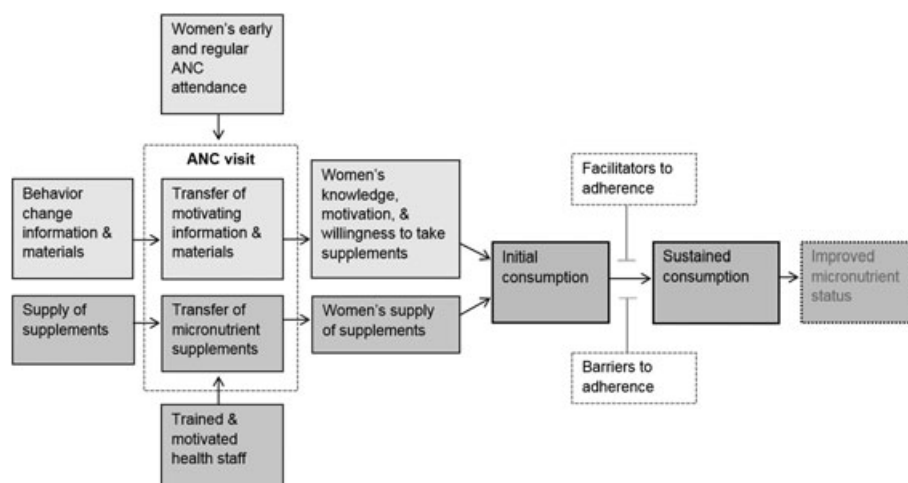 Women's early
and regular
ANC
attendance
ANC visit
Behavior
change
information &
materials
Transfer of
motivating
information &
materials
Women's
knowledge,
motivation, &
willingness to take
supplements
Facilitators to
adherence
Initial
consumption
Sustained
consumption
Improved
micronutrient
status
Supply of
supplements
Transfer of
micronutrient
supplements
Women's supply
of supplements
Barriers to
adherence
Trained &
motivated
health staff